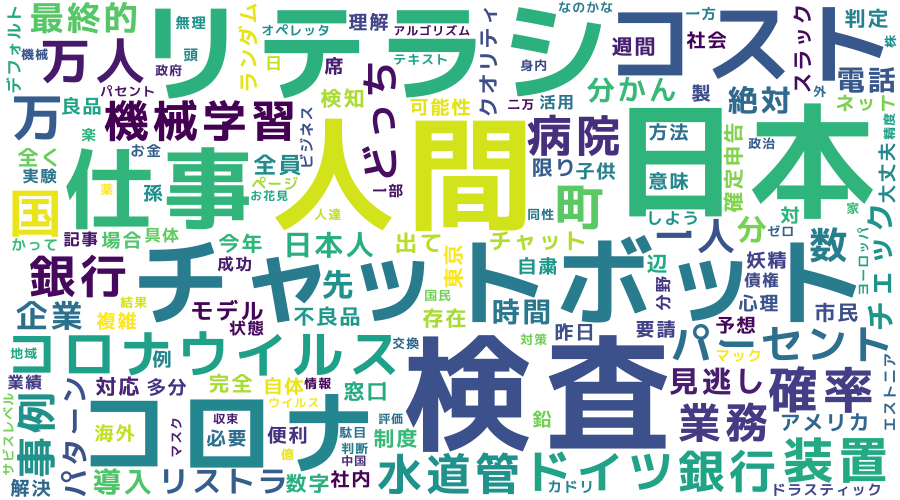 デフォルト
最終的
無理
リテラシ
ランダム
オペレッタ
理解
クオリティ
なのかな
アルゴリズム
一方
週間
社会
コスト
スラック
判定
株
機械
頭
日
席
テキスト
身内
外
電話
万人
政府
パーセント
どっち
二万
活用
分かん
製
絶対
ネット
万
良品
機械学習
検知
可能性
ビジネス
病院
方法
政治
精度
楽
お金
人間
日本
全く
仕事
全員
限り
子供
意味
確定申告
大丈夫
実験
孫
ページ
お花見
一部
薬
国
人達
同性
町
しよう
対
ゼロ
家
かって
記事
場合
具体
今年
日本人
出て
チャット
東京
一人
分
数
チェック
ヨーロッパ
銀行
チャットボット
成功
先
自粛
辺
分野
妖精
債権
心理
市民
企業
複雑
結果
モデル
状態
不良品
国民
時間
存在
昨日
要請
予想
コロナウイルス
地域
例
交換
対策
パーセント
マック
エストニア
業績
対応
多分
完全
自体
情報
ウイルス
窓口
検査
見逃し
確率
サビスレベル
事例
パターン
コロナ
マスク
収束
評価
鉛
業務
アメリカ
海外
必要
便利
駄目
制度
億
判断
解決
導入
リストラ
数字
社内
中国
水道管
ドイツ
カドリ
銀行
装置
ドラスティック